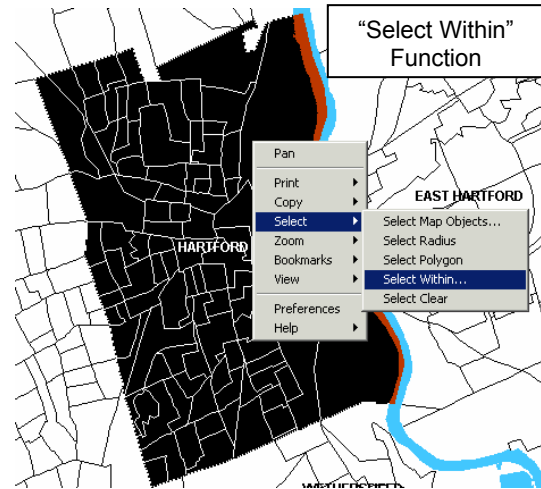 “Select Within”
Function
Pan
Print
Copy
Select
Zoom
Bookmarks
View
Preferences
Help
Select Map Objects...
Select Radius
Select Polygon
Select Within...
Select Clear
EAST HARTFORD
HARTFORD